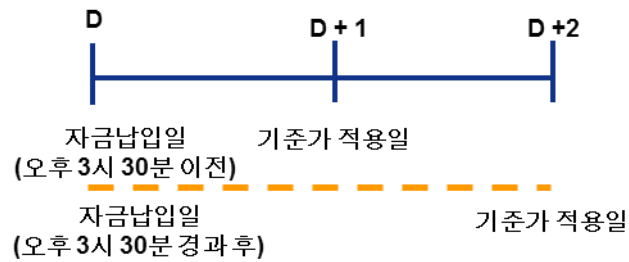 D D + 1 D +2
자금납입일 기준가 적용일
(오후 3시 30분 이전)
자금납입일 기준가 적용일
(오후 3시 30분 경과 후)